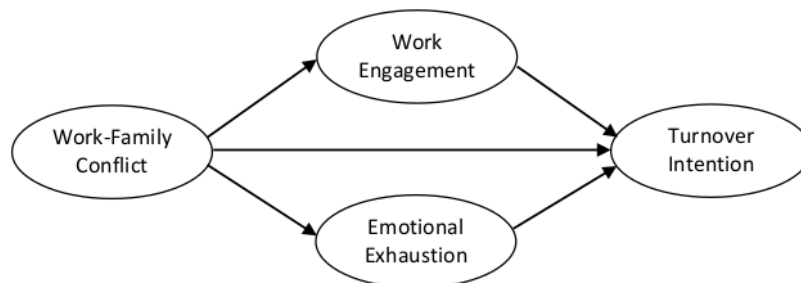 Work
Engagement
Work-Family
Conflict
Turnover
Intention
Emotional
Exhaustion